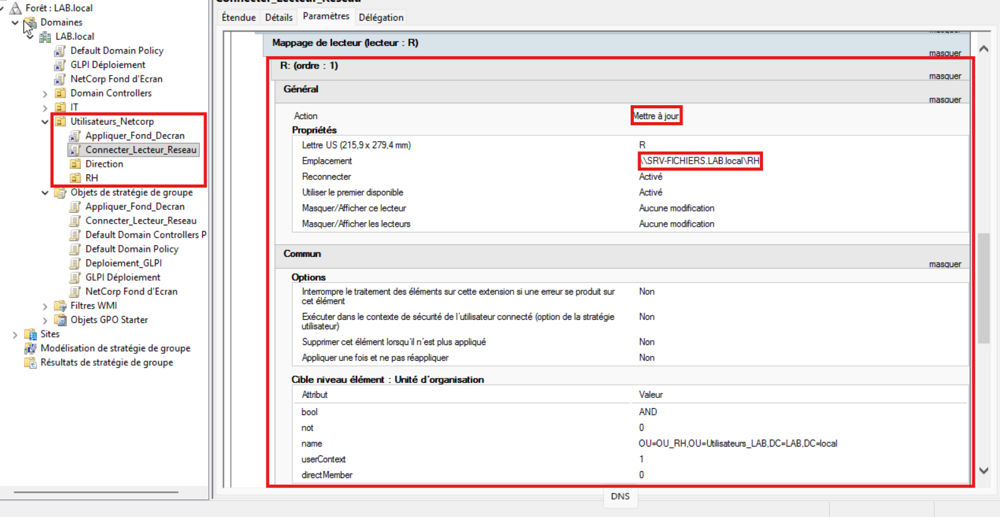 Forêt : LAB.local
Domaines
LAB.local
Default Domain Policy
GLPI Déploiement
NetCorp Fond d'Ecran
Domain Controllers
IT
Utilisateurs_Netcorp
Appliquer_Fond_Decran
Connecter_Lecteur_Reseau
Direction
RH
Objets de stratégie de groupe
Appliquer_Fond_Decran
Connecter_Lecteur_Reseau
Default Domain Controllers P
Default Domain Policy
Deploiement_GLPI
GLPI Déploiement
NetCorp Fond d'Ecran
Filtres WMI
Objets GPO Starter
Sites
Modélisation de stratégie de groupe
Résultats de stratégie de groupe
Connecter_Lecteur_Reseau
Étendue Détails Paramètres Délégation
masquer
Mappage de lecteur (lecteur : R)
masquer
R: (ordre : 1)
masquer
Général
masquer
Action Mettre à jour
Propriétés
Lettre US (215,9 x 279,4 mm) R
Emplacement \\SRV-FICHIERS.LAB.local\RH
Reconnecter Activé
Utiliser le premier disponible Activé
Masquer/Afficher ce lecteur Aucune modification
Masquer/Afficher les lecteurs Aucune modification
Commun
masquer
Options
Interrompre le traitement des éléments sur cette extension si une erreur se produit sur Non
cet élément
Exécuter dans le contexte de sécurité de l'utilisateur connecté (option de la stratégie Non
utilisateur)
Supprimer cet élément lorsqu'il n'est plus appliqué Non
Appliquer une fois et ne pas réappliquer Non
Cible niveau élément : Unité d'organisation
Attribut Valeur
bool AND
not 0
name OU=OU_RH,OU=Utilisateurs_LAB,DC=LAB,DC=local
userContext 1
directMember 0
DNS